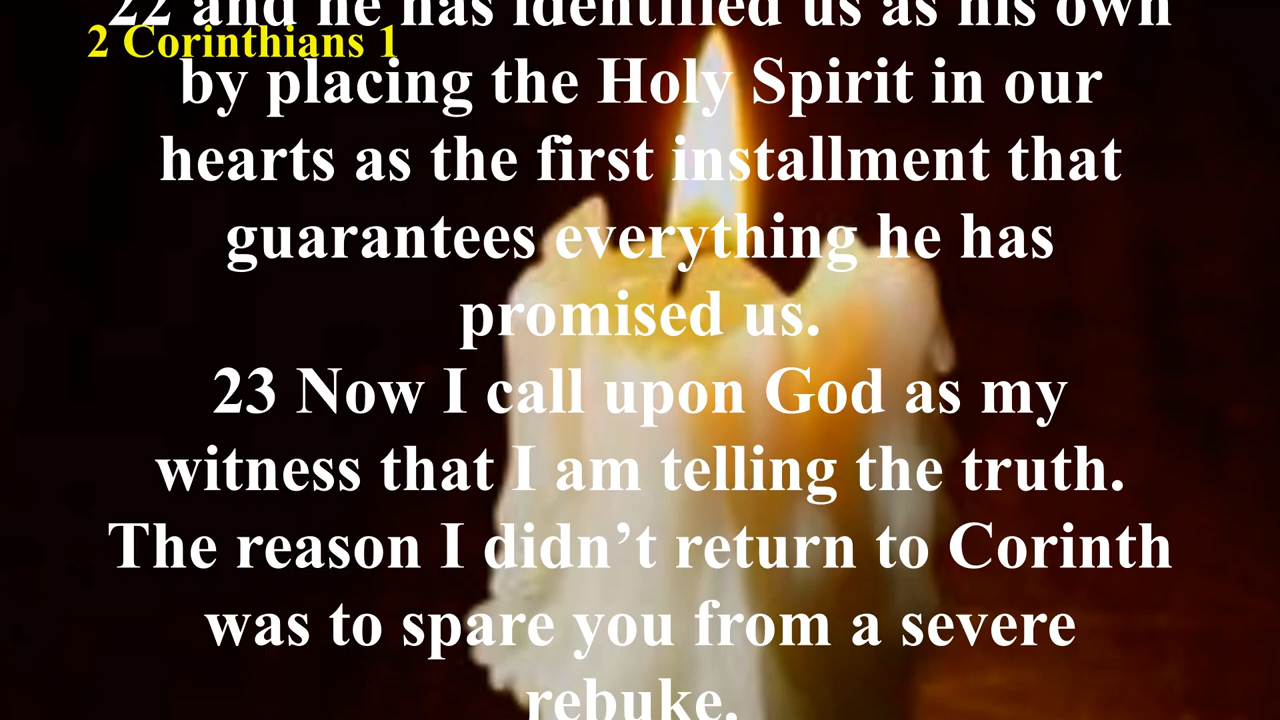 22 and he has identified us as his own
2 Corinthians 1
by placing the Holy Spirit in our
hearts as the first installment that
guarantees everything he has
promised us.
23 Now I call upon God as my
witness that I am telling the truth.
The reason I didn’t return to Corinth
was to spare you from a severe
rebuke.